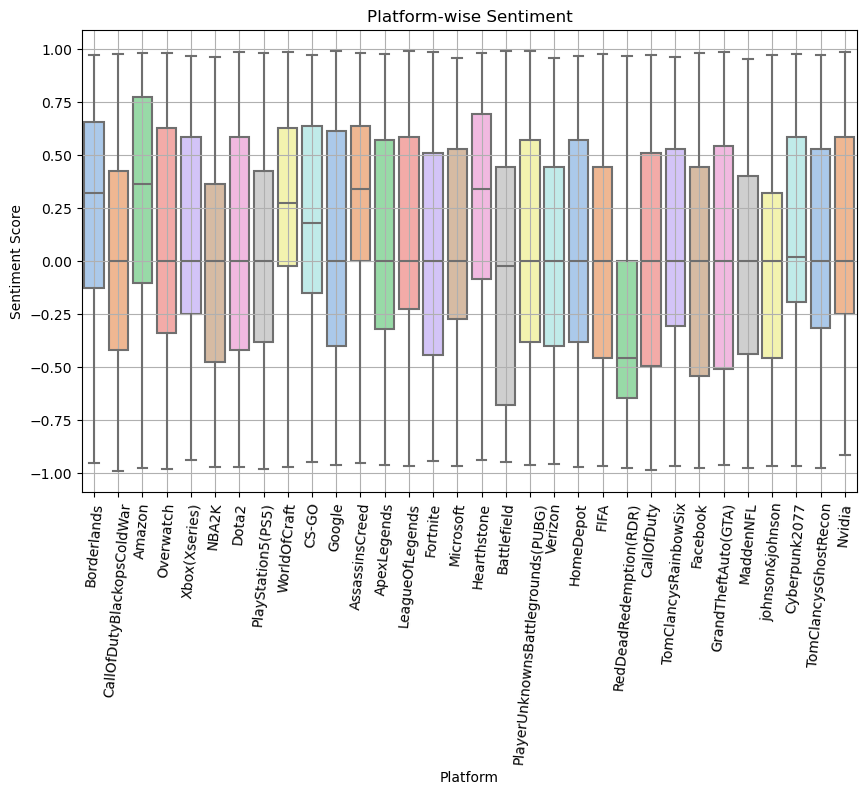 Platform-wise Sentiment
Sentiment Score
1.00
0.75
0.50
0.25
0.00
−0.25
−0.50
−0.75
−1.00
Borderlands
CallOfDutyBlackopsColdWar
Amazon
Overwatch
Xbox(Xseries)
NBA2K
Dota2
PlayStation5(PS5)
WorldOfCraft
CS-GO
Google
AssassinsCreed
ApexLegends
LeagueOfLegends
Fortnite
Microsoft
Hearthstone
Battlefield
PlayerUnknownsBattlegrounds(PUBG)
Verizon
HomeDepot
FIFA
RedDeadRedemption(RDR)
CallOfDuty
TomClancysRainbowSix
Facebook
GrandTheftAuto(GTA)
MaddenNFL
johnson&johnson
Cyberpunk2077
TomClancysGhostRecon
Nvidia
Platform